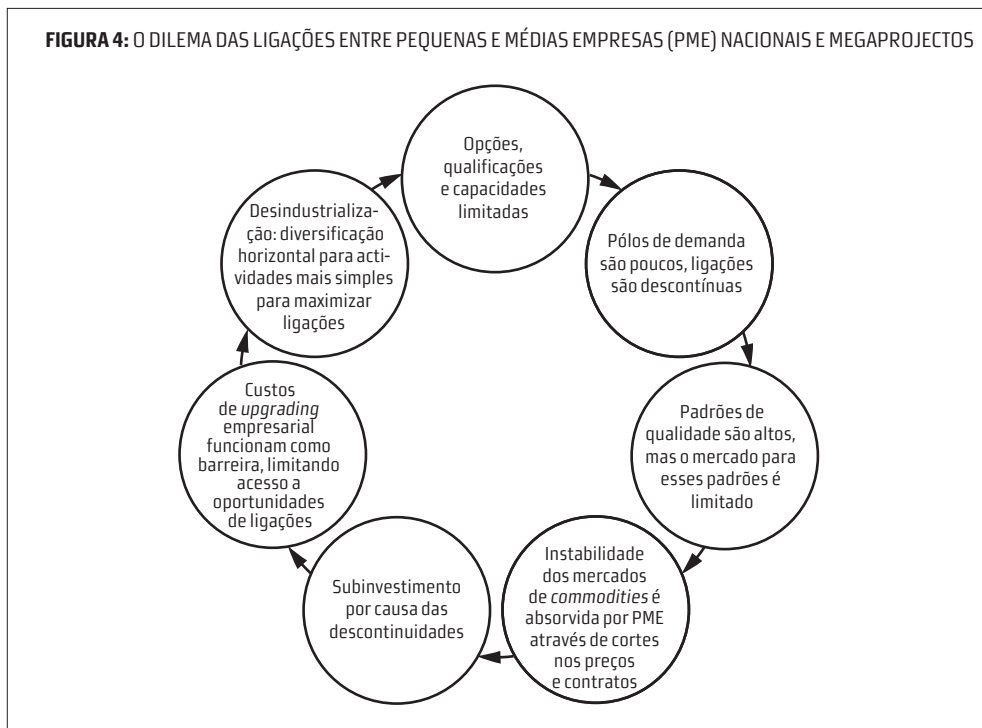 FIGURA 4: O DILEMA DAS LIGAÇÕES ENTRE PEQUENAS E MÉDIAS EMPRESAS (PME) NACIONAIS E MEGAPROJECTOS
Opções,
qualificações
e capacidades
limitadas
Pólos de demanda
são poucos, ligações
são descontínuas
Padrões de
qualidade são altos,
mas o mercado para
esses padrões é
limitado
Instabilidade
dos mercados
de commodities é
absorvida por PME
através de cortes
nos preços
e contratos
Subinvestimento
por causa das
descontinuidades
Custos
de upgrading
empresarial
funcionam como
barreira, limitando
acesso a
oportunidades
de ligações
Desindustrializa-
ção: diversificação
horizontal para acti-
vidades mais simples
para maximizar
ligações